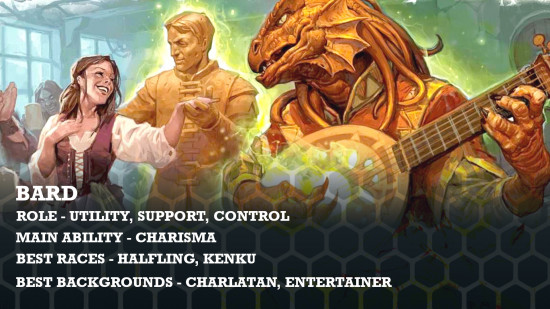 BARD
ROLE - UTILITY, SUPPORT, CONTROL
MAIN ABILITY - CHARISMA
BEST RACES - HALFLING, KENKU
BEST BACKGROUNDS - CHARLATAN, ENTERTAINER